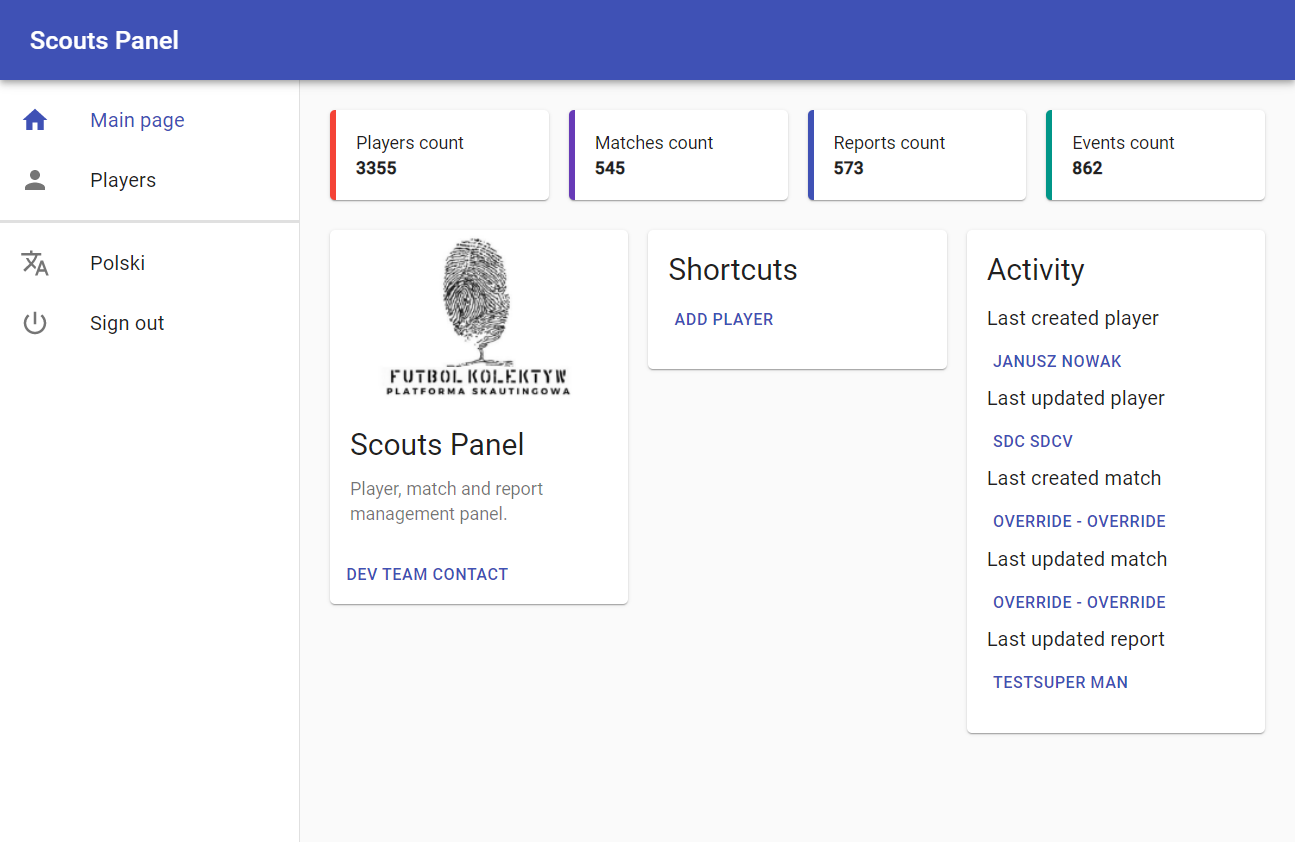 Scouts Panel
Main page
Players
Polski
Sign out
Players count
3355
Matches count
545
Reports count
573
Events count
862
FUTBOL KOLEKTYW
PLATFORMA SKAUTINGOWA
Scouts Panel
Player, match and report
management panel.
DEV TEAM CONTACT
Shortcuts
ADD PLAYER
Activity
Last created player
JANUSZ NOWAK
Last updated player
SDC SDCV
Last created match
OVERRIDE - OVERRIDE
Last updated match
OVERRIDE - OVERRIDE
Last updated report
TESTSUPER MAN